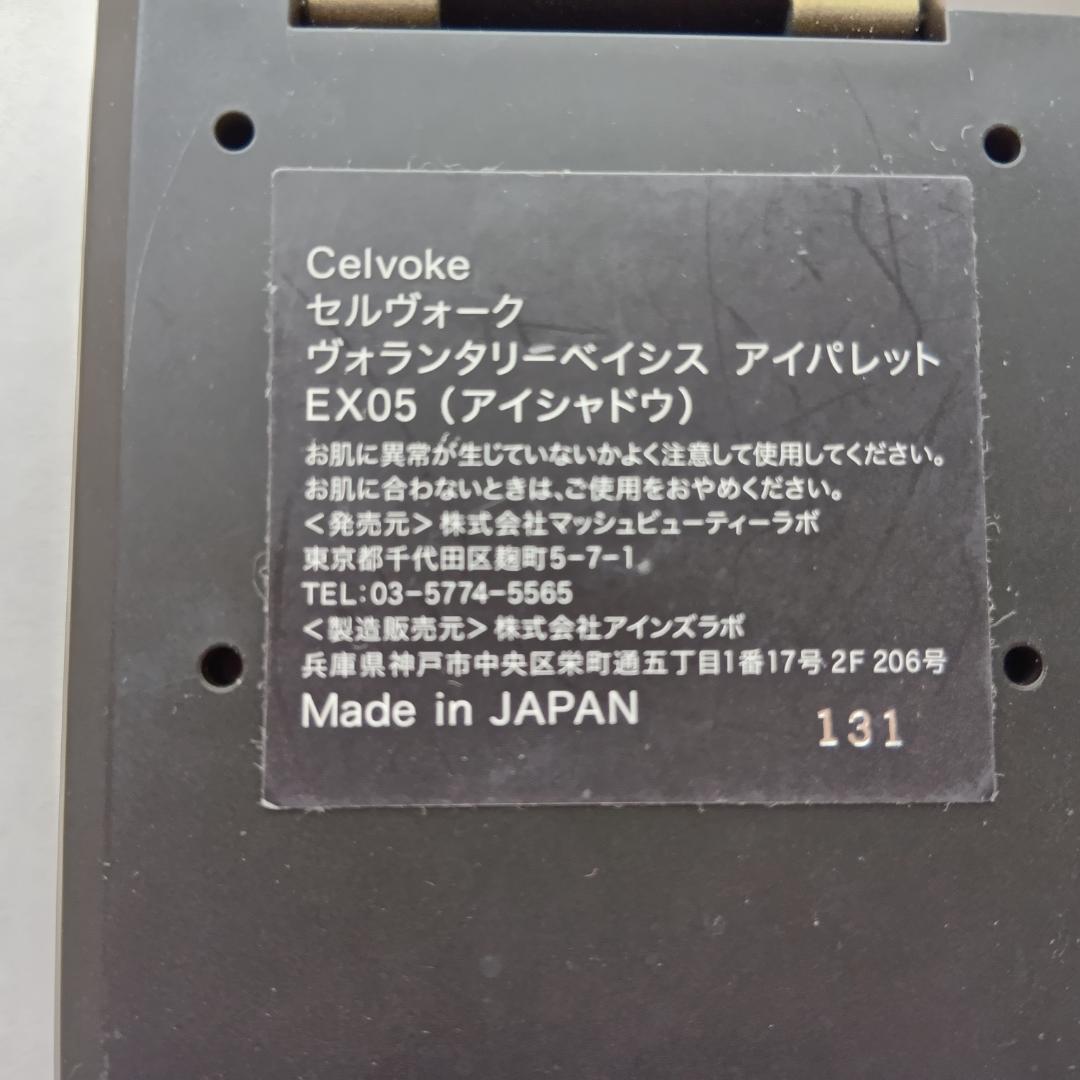 Celvoke
セルヴォーク
ヴォランタリーベイシス アイパレット
EX05（アイシャドウ）
お肌に異常が生じていないかよく注意して使用してください。
お肌に合わないときは、ご使用をおやめください。
＜発売元＞株式会社マッシュビューティーラボ
東京都千代田区麹町5-7-1
TEL:03-5774-5565
＜製造販売元＞株式会社アインズラボ
兵庫県神戸市中央区栄町通五丁目1番17号 2F 206号
Made in JAPAN
131